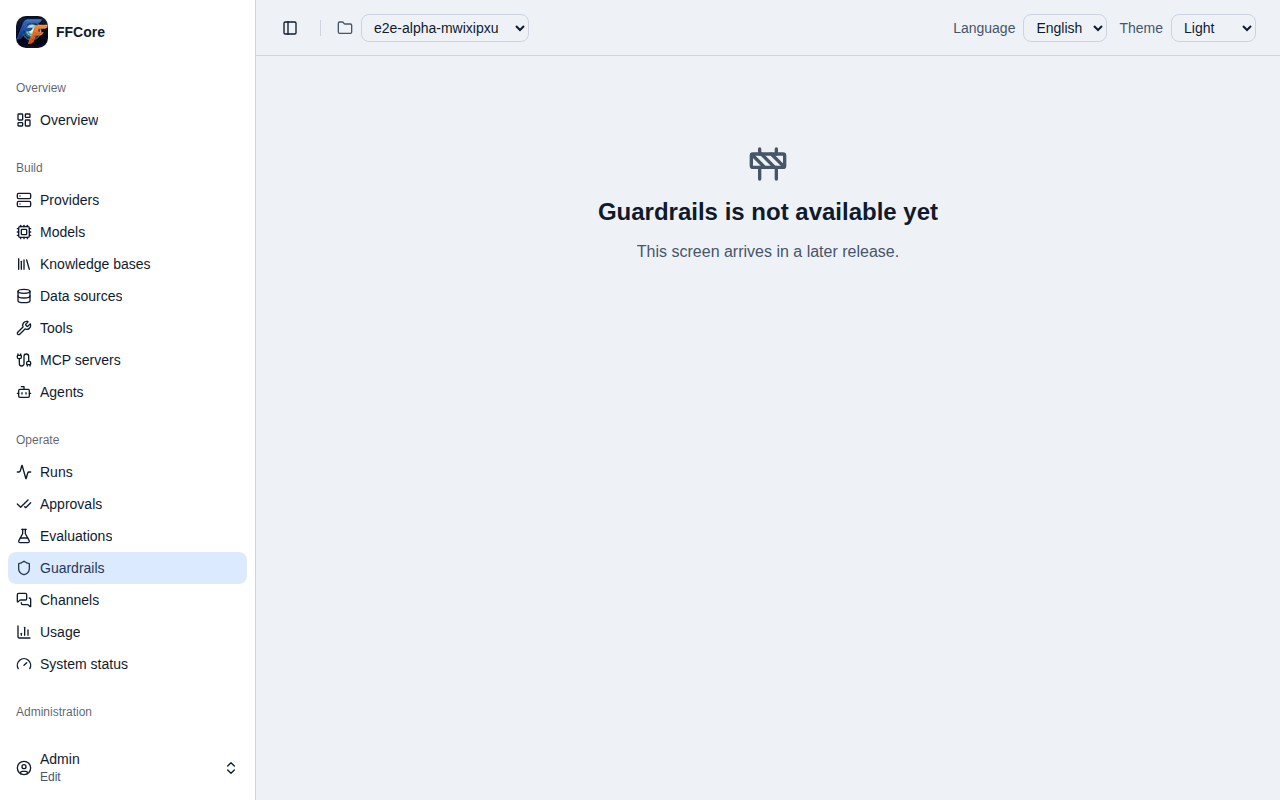 FFCore
Overview
Overview
Build
Providers
Models
Knowledge bases
Data sources
Tools
MCP servers
Agents
Operate
Runs
Approvals
Evaluations
Guardrails
Channels
Usage
System status
Administration
Admin
Edit
e2e-alpha-mwixipxu
Language
English
Theme
Light
Guardrails is not available yet
This screen arrives in a later release.